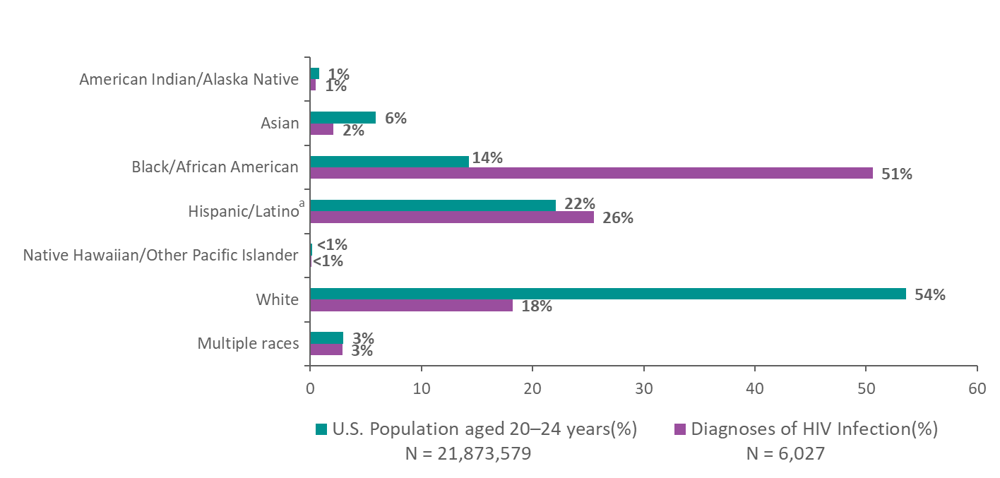 American Indian/Alaska Native
1%
1%
Asian
6%
2%
Black/African American
14%
51%
Hispanic/Latinoᵃ
22%
26%
Native Hawaiian/Other Pacific Islander
<1%
<1%
White
54%
18%
Multiple races
3%
3%
0 10 20 30 40 50 60
U.S. Population aged 20–24 years(%) Diagnoses of HIV Infection(%)
N = 21,873,579 N = 6,027